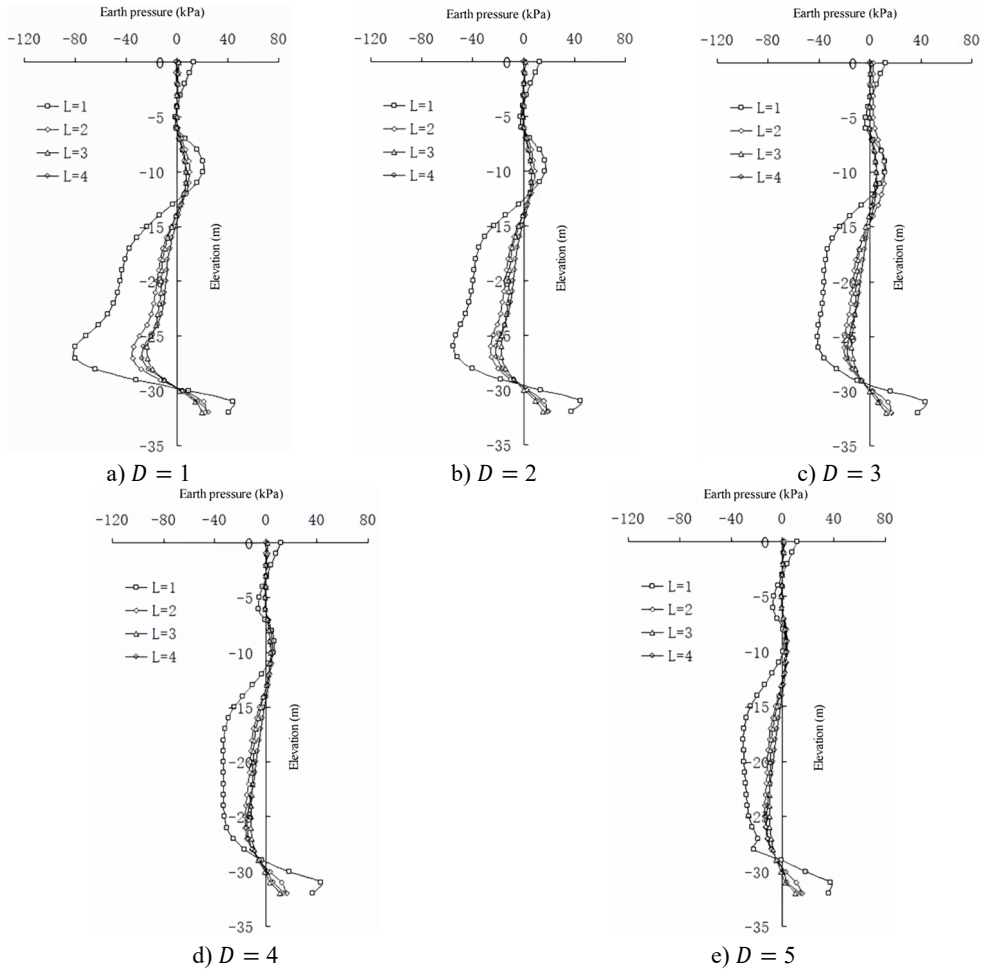 Earth pressure (kPa)
-120 -80 -40 0 40 80
0
L=1
L=2
L=3
L=4
-5
-10
-15
-20
-25
-30
-35
Elevation (m)
a) D = 1
Earth pressure (kPa)
-120 -80 -40 0 40 80
0
L=1
L=2
L=3
L=4
-5
-10
-15
-20
-25
-30
-35
Elevation (m)
b) D = 2
Earth pressure (kPa)
-120 -80 -40 0 40 80
0
L=1
L=2
L=3
L=4
-5
-10
-15
-20
-25
-30
-35
Elevation (m)
c) D = 3
Earth pressure (kPa)
-120 -80 -40 0 40 80
0
L=1
L=2
L=3
L=4
-5
-10
-15
-20
-25
-30
-35
Elevation (m)
d) D = 4
Earth pressure (kPa)
-120 -80 -40 0 40 80
0
L=1
L=2
L=3
L=4
-5
-10
-15
-20
-25
-30
-35
Elevation (m)
e) D = 5